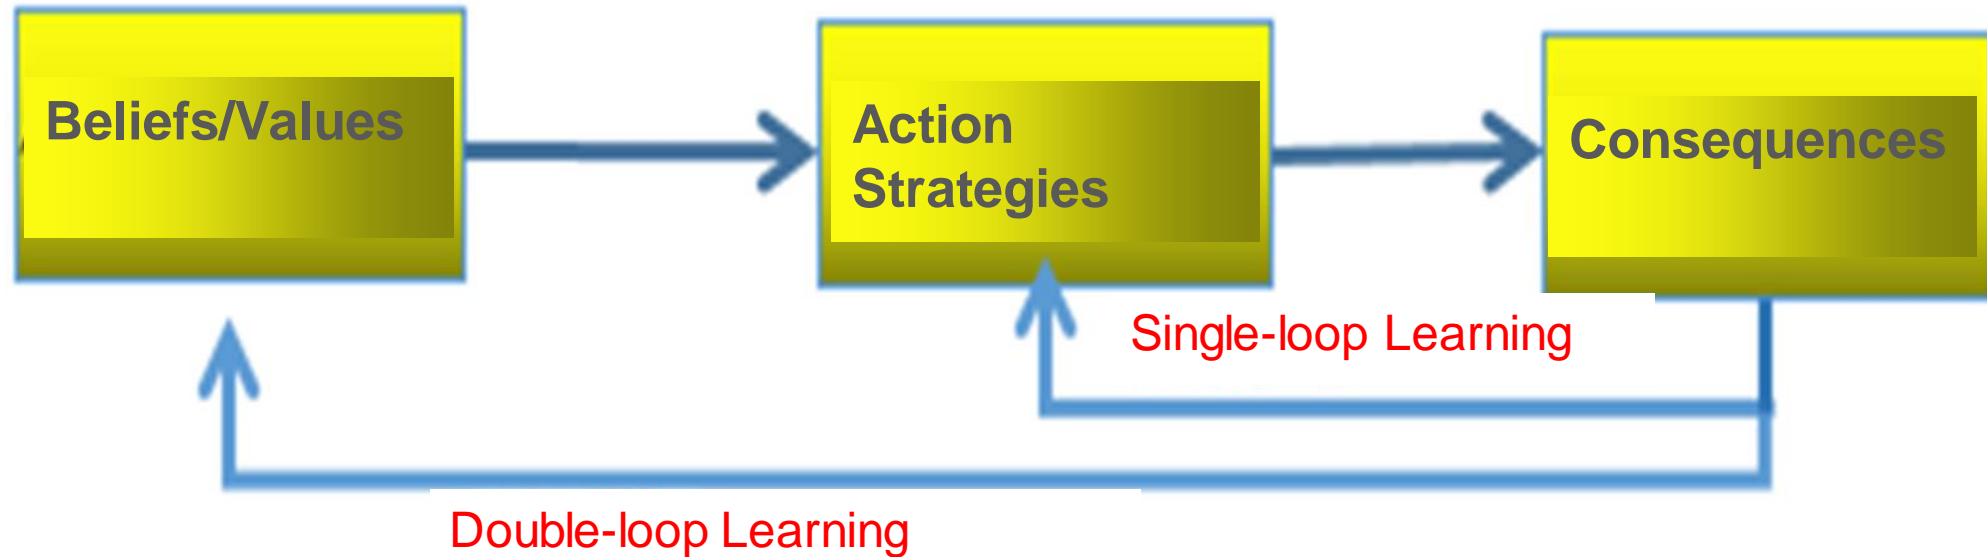 Beliefs/Values
Action
Strategies
Consequences
Single-loop Learning
Double-loop Learning